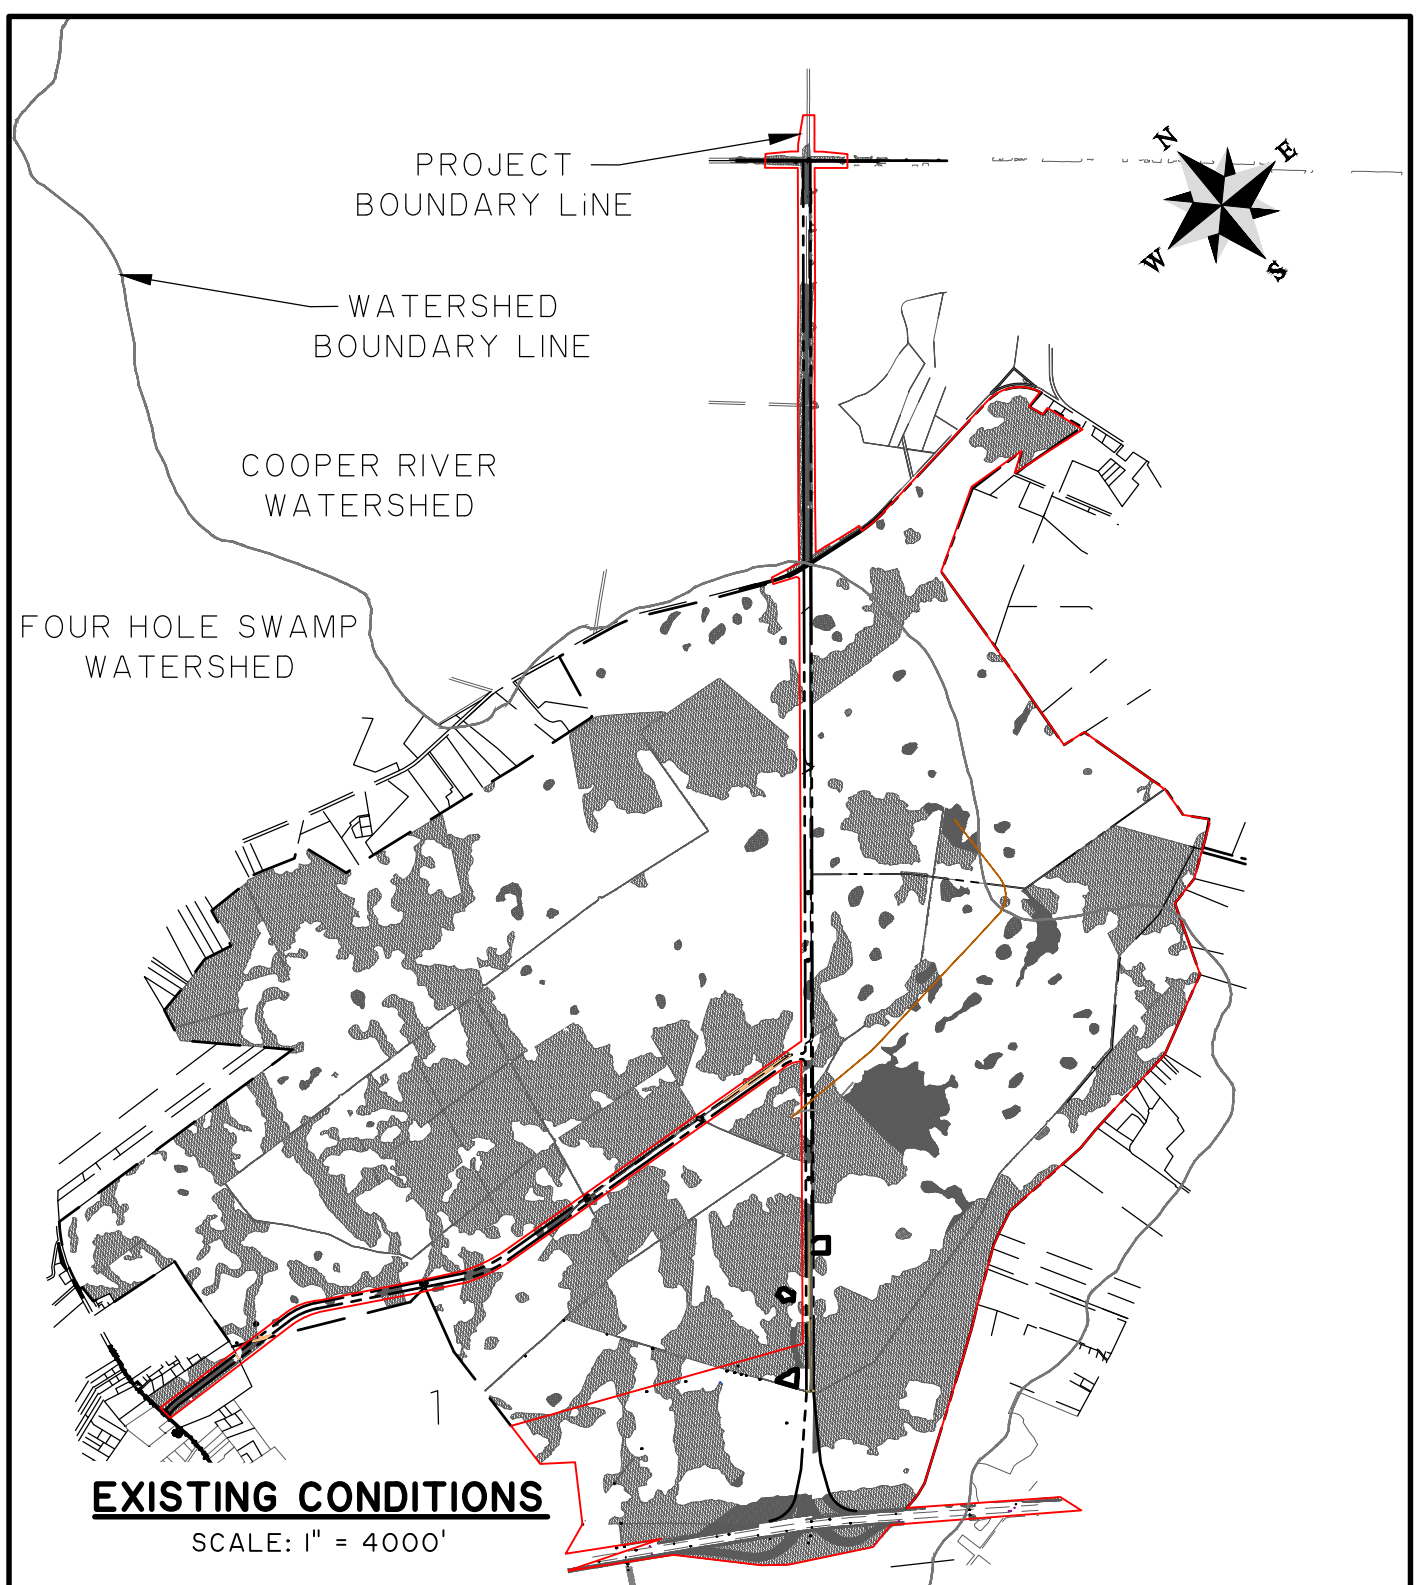 PROJECT
BOUNDARY LINE
N
E
W
S
WATERSHED
BOUNDARY LINE
COOPER RIVER
WATERSHED
FOUR HOLE SWAMP
WATERSHED
1
EXISTING CONDITIONS
SCALE: 1" = 4000'